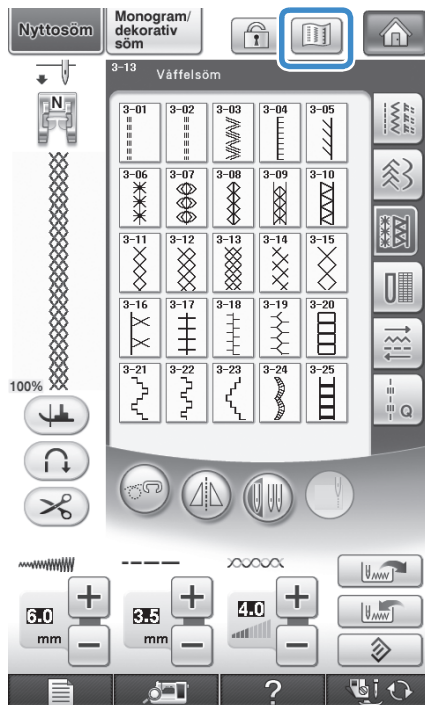 Nyttosöm
Monogram/
dekorativ
söm
3-13
Våffelsöm
N
3-01 3-02 3-03 3-04 3-05
3-06 3-07 3-08 3-09 3-10
3-11 3-12 3-13 3-14 3-15
3-16 3-17 3-18 3-19 3-20
3-21 3-22 3-23 3-24 3-25
Q
100%
6.0
mm
3.5
mm
4.0
?